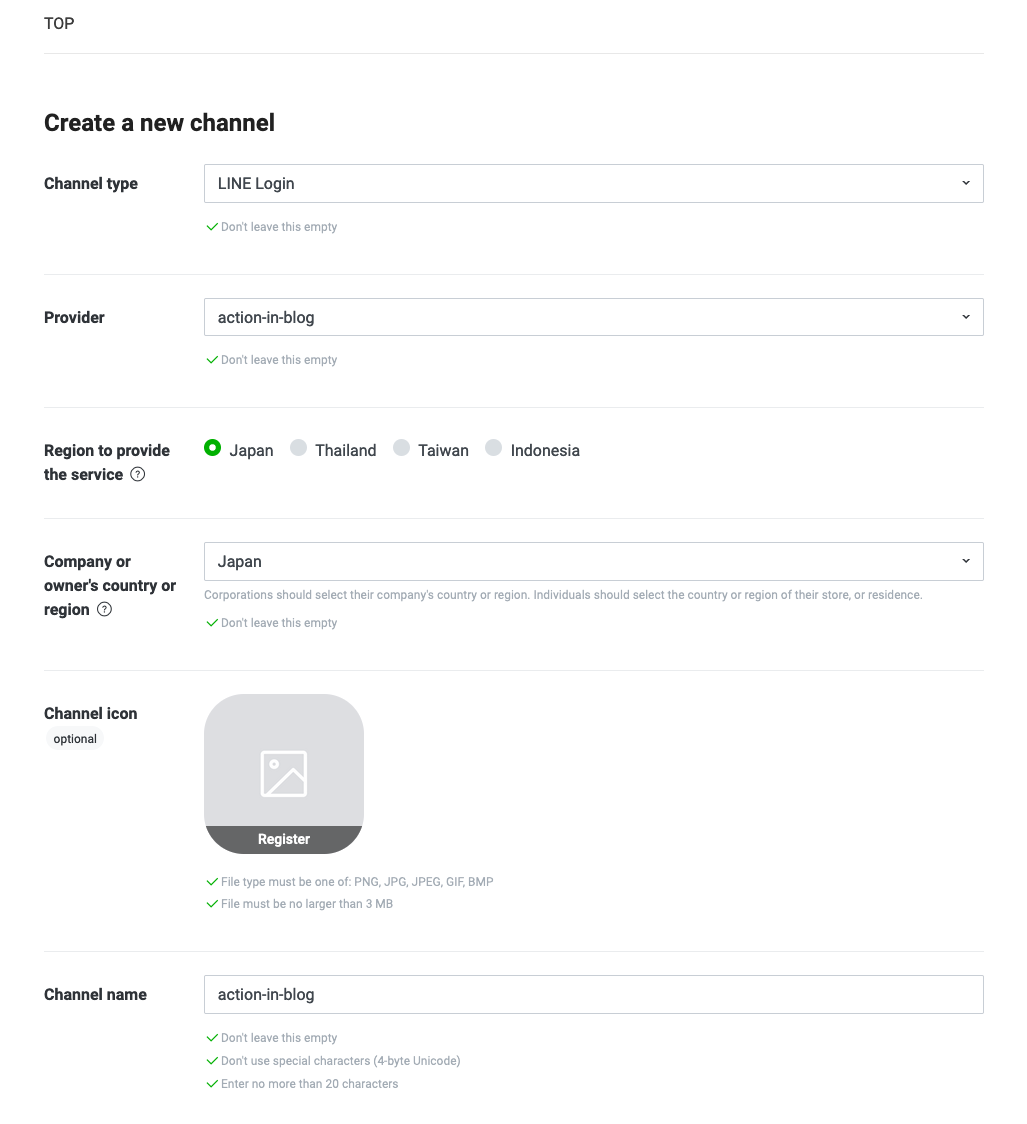 TOP
Create a new channel
Channel type
LINE Login
Don't leave this empty
Provider
action-in-blog
Don't leave this empty
Region to provide
the service ?
Japan Thailand Taiwan Indonesia
Company or
owner's country or
region ?
Japan
Corporations should select their company's country or region. Individuals should select the country or region of their store, or residence.
Don't leave this empty
Channel icon
optional
Register
File type must be one of: PNG, JPG, JPEG, GIF, BMP
File must be no larger than 3 MB
Channel name
action-in-blog
Don't leave this empty
Don't use special characters (4-byte Unicode)
Enter no more than 20 characters